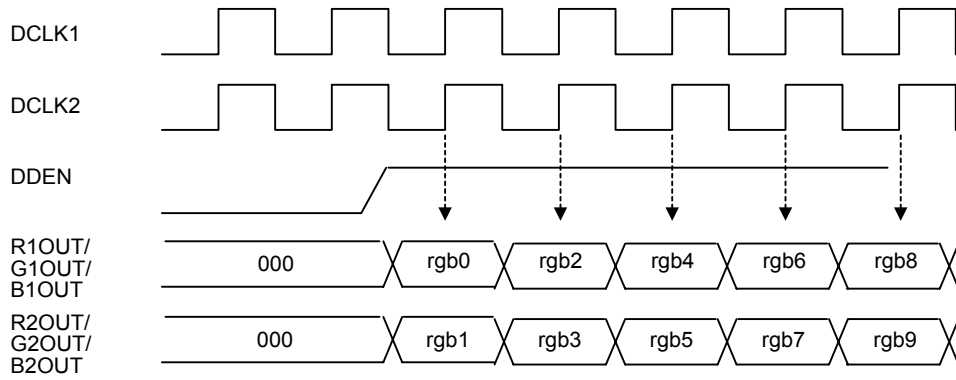 DCLK1
DCLK2
DDEN
R1OUT/
G1OUT/
B1OUT
000 rgb0 rgb2 rgb4 rgb6 rgb8
R2OUT/
G2OUT/
B2OUT
000 rgb1 rgb3 rgb5 rgb7 rgb9